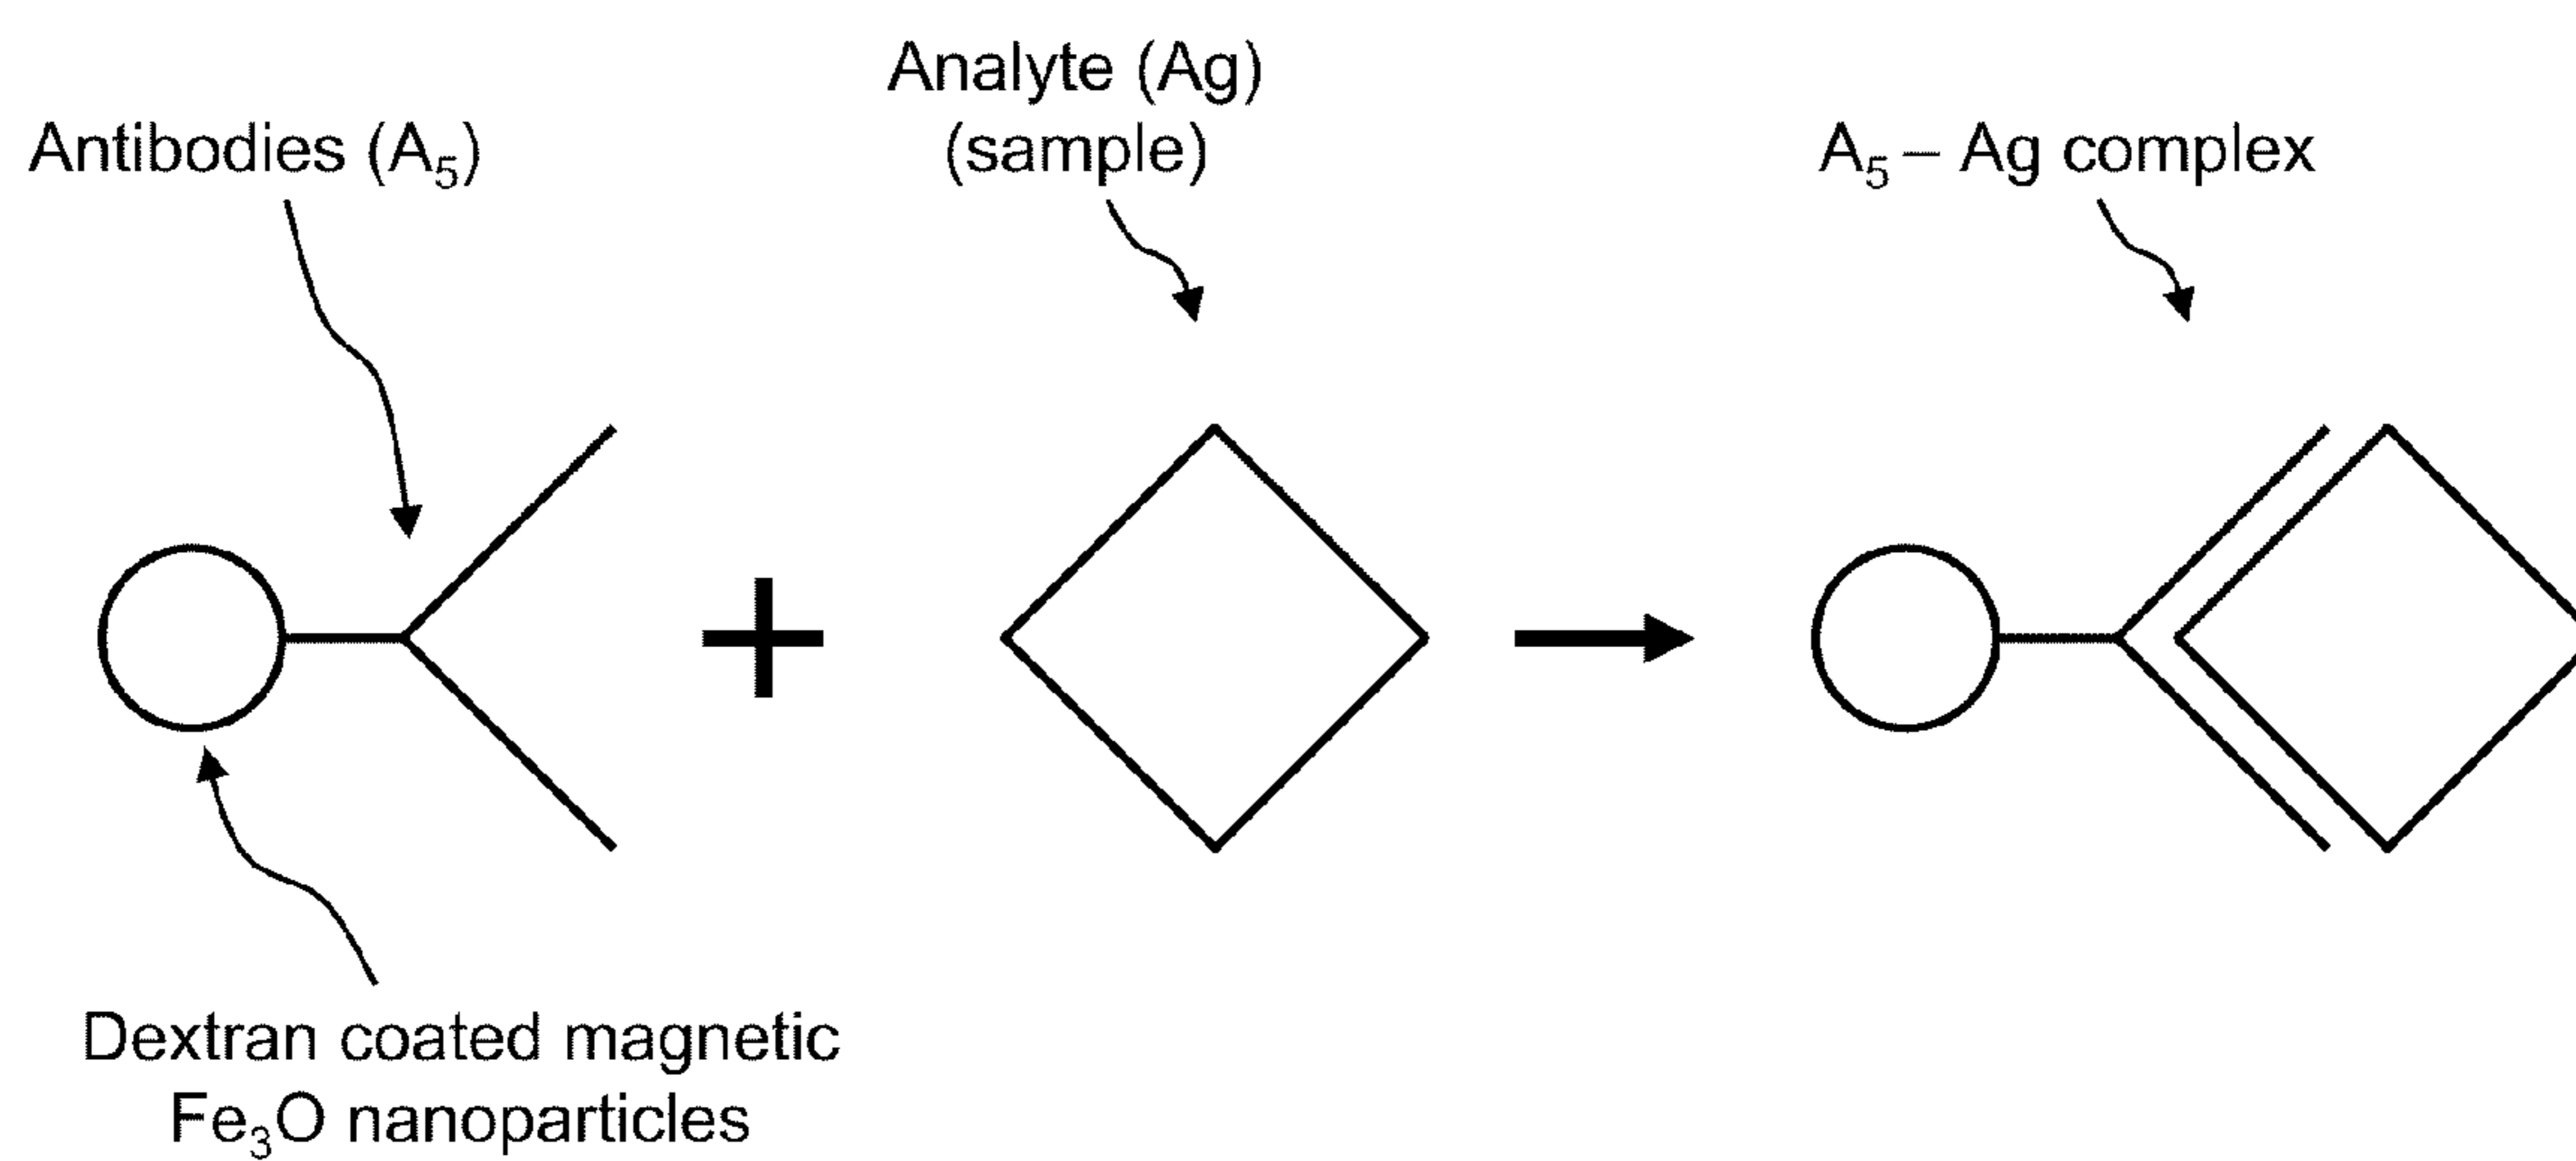 Antibodies (A₅)
Analyte (Ag)
(sample)
A₅ – Ag complex
Dextran coated magnetic
Fe₃O nanoparticles